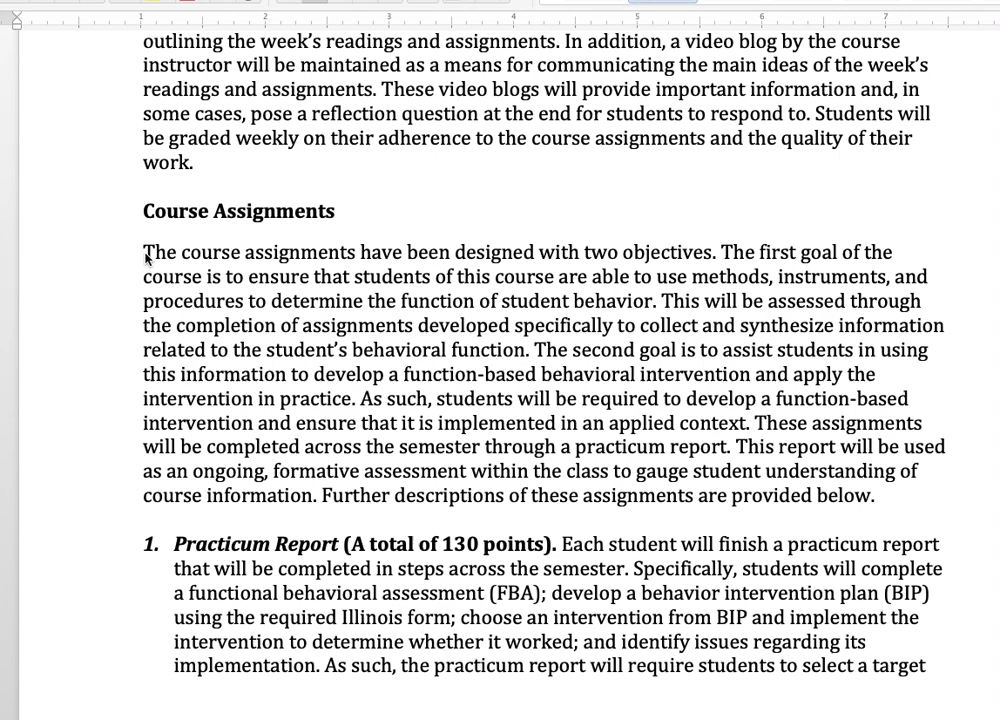 1 2 3 4 5 6 7
outlining the week’s readings and assignments. In addition, a video blog by the course
instructor will be maintained as a means for communicating the main ideas of the week’s
readings and assignments. These video blogs will provide important information and, in
some cases, pose a reflection question at the end for students to respond to. Students will
be graded weekly on their adherence to the course assignments and the quality of their
work.
Course Assignments
The course assignments have been designed with two objectives. The first goal of the
course is to ensure that students of this course are able to use methods, instruments, and
procedures to determine the function of student behavior. This will be assessed through
the completion of assignments developed specifically to collect and synthesize information
related to the student’s behavioral function. The second goal is to assist students in using
this information to develop a function-based behavioral intervention and apply the
intervention in practice. As such, students will be required to develop a function-based
intervention and ensure that it is implemented in an applied context. These assignments
will be completed across the semester through a practicum report. This report will be used
as an ongoing, formative assessment within the class to gauge student understanding of
course information. Further descriptions of these assignments are provided below.
1. Practicum Report (A total of 130 points). Each student will finish a practicum report
that will be completed in steps across the semester. Specifically, students will complete
a functional behavioral assessment (FBA); develop a behavior intervention plan (BIP)
using the required Illinois form; choose an intervention from BIP and implement the
intervention to determine whether it worked; and identify issues regarding its
implementation. As such, the practicum report will require students to select a target